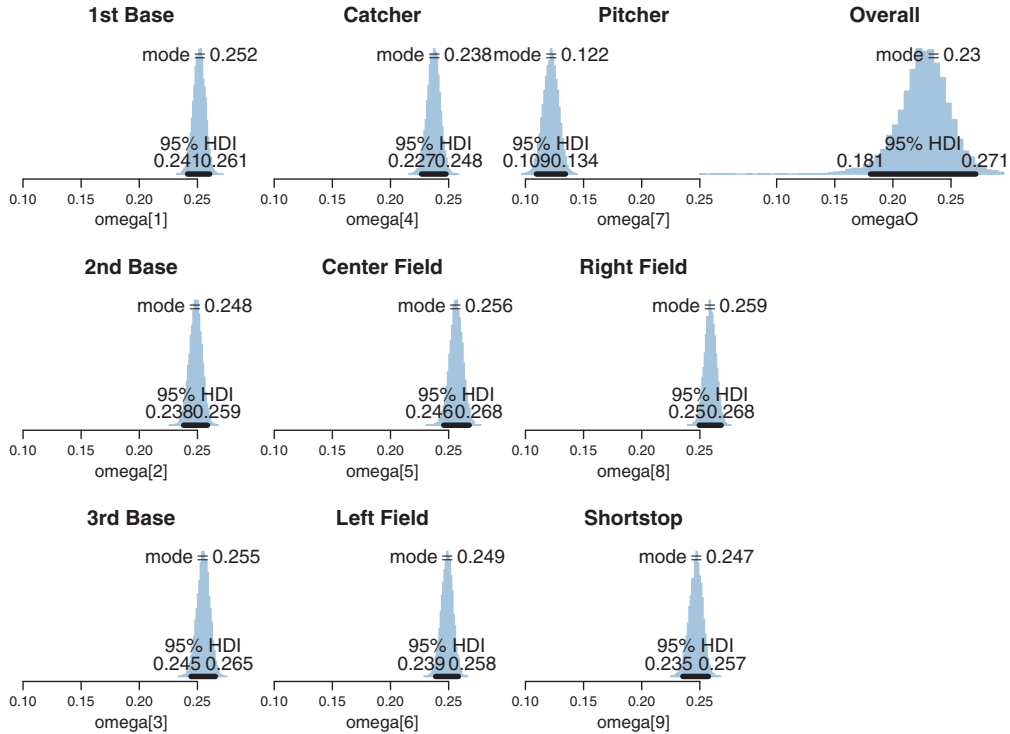 1st Base Catcher Pitcher Overall
mode = 0.252 mode = 0.238 mode = 0.122 mode = 0.23
95% HDI 95% HDI 95% HDI 95% HDI
0.241 0.261 0.227 0.248 0.109 0.134 0.181 0.271
0.10 0.15 0.20 0.25 0.10 0.15 0.20 0.25 0.10 0.15 0.20 0.25 0.10 0.15 0.20 0.25
omega[1] omega[4] omega[7] omegaO
2nd Base Center Field Right Field
mode = 0.248 mode = 0.256 mode = 0.259
95% HDI 95% HDI 95% HDI
0.238 0.259 0.246 0.268 0.25 0.268
0.10 0.15 0.20 0.25 0.10 0.15 0.20 0.25 0.10 0.15 0.20 0.25
omega[2] omega[5] omega[8]
3rd Base Left Field Shortstop
mode = 0.255 mode = 0.249 mode = 0.247
95% HDI 95% HDI 95% HDI
0.245 0.265 0.239 0.258 0.235 0.257
0.10 0.15 0.20 0.25 0.10 0.15 0.20 0.25 0.10 0.15 0.20 0.25
omega[3] omega[6] omega[9]